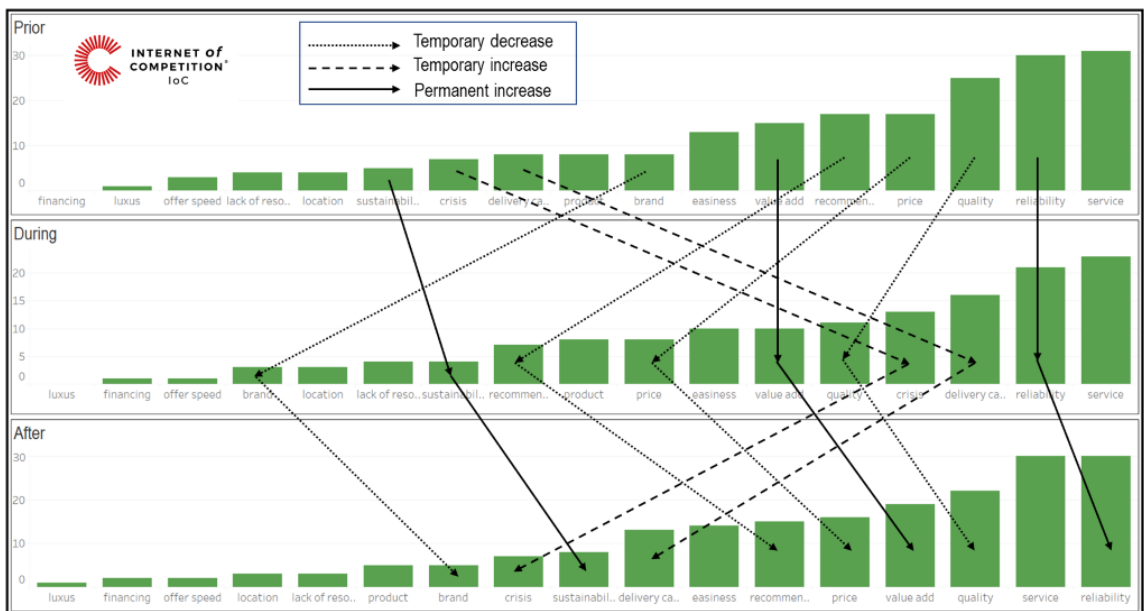 Prior
INTERNET of
COMPETITION®
IoC
Temporary decrease
Temporary increase
Permanent increase
30
20
10
0
financing luxus offer speed lack of reso.. location sustainabil.. crisis delivery ca.. product brand easiness value add recommen.. price quality reliability service
During
20
15
10
5
0
luxus financing offer speed brand location lack of reso.. sustainabil.. recommen.. product price easiness value add quality crisis delivery ca.. reliability service
After
30
20
10
0
luxus financing offer speed location lack of reso.. product brand crisis sustainabil.. delivery ca.. easiness recommen.. price value add quality service reliability